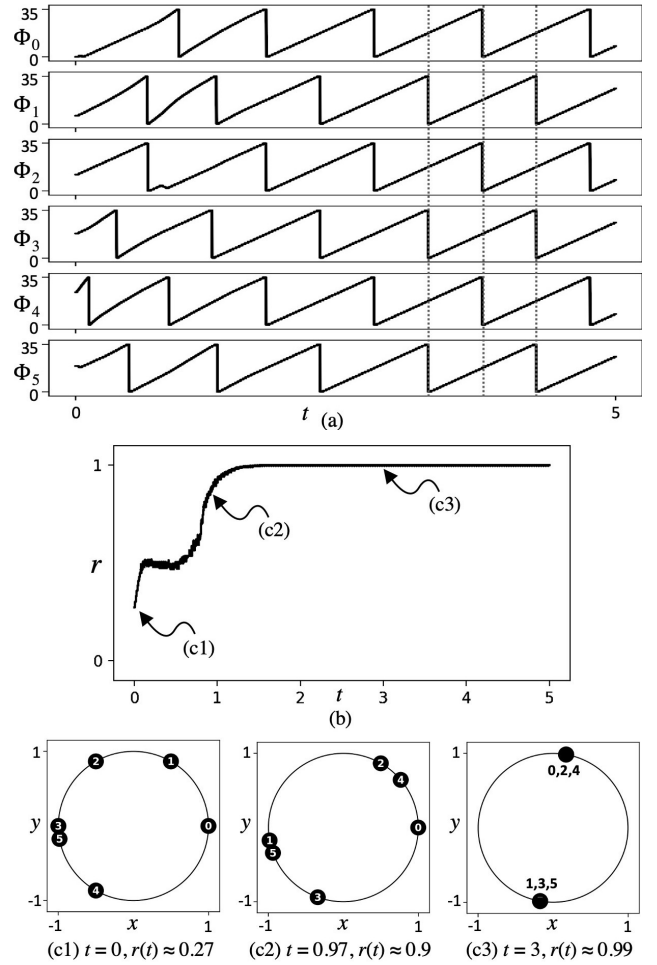 35
Φ0
0
35
Φ1
0
35
Φ2
0
35
Φ3
0
35
Φ4
0
35
Φ5
0
0 t 5
(a)
1
(c2)
(c3)
r
(c1)
0
0 1 2 t 3 4 5
(b)
1
2 1
y 3 0
5
4
-1
-1 x 1
(c1) t = 0, r(t) ≈ 0.27
1
2
4
y 0
1
5
3
-1
-1 x 1
(c2) t = 0.97, r(t) ≈ 0.9
1
0,2,4
y
1,3,5
-1
-1 x 1
(c3) t = 3, r(t) ≈ 0.99